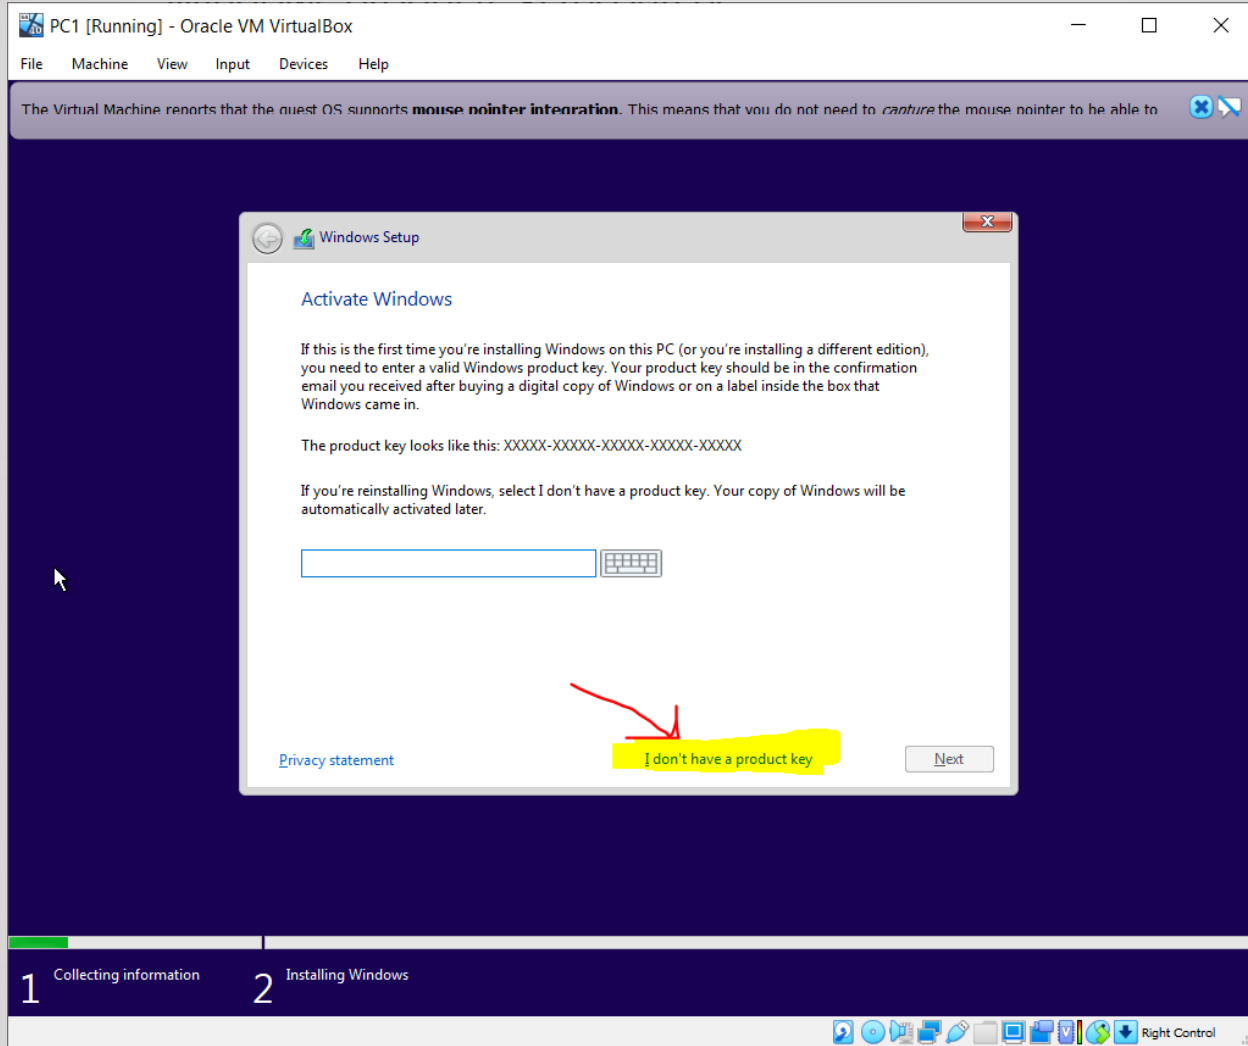 PC1 [Running] - Oracle VM VirtualBox
File Machine View Input Devices Help
The Virtual Machine reports that the guest OS supports mouse pointer integration. This means that you do not need to capture the mouse pointer to be able to
Windows Setup
Activate Windows
If this is the first time you're installing Windows on this PC (or you're installing a different edition),
you need to enter a valid Windows product key. Your product key should be in the confirmation
email you received after buying a digital copy of Windows or on a label inside the box that
Windows came in.
The product key looks like this: XXXXX-XXXXX-XXXXX-XXXXX-XXXXX
If you're reinstalling Windows, select I don't have a product key. Your copy of Windows will be
automatically activated later.
Privacy statement
I don't have a product key
Next
1 Collecting information
2 Installing Windows
Right Control